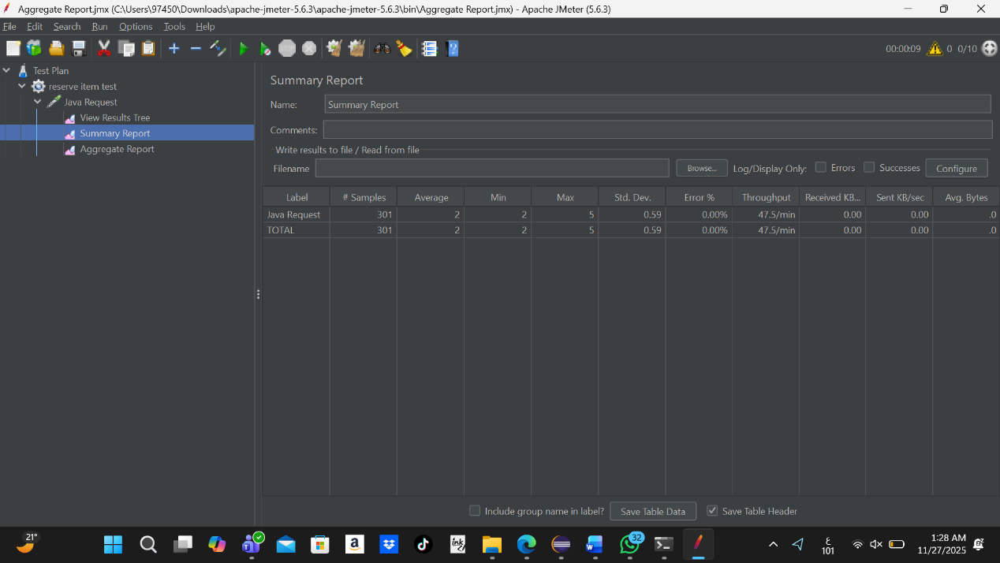 Aggregate Report.jmx (C:\Users\97450\Downloads\apache-jmeter-5.6.3\apache-jmeter-5.6.3\bin\Aggregate Report.jmx) - Apache JMeter (5.6.3)
File Edit Search Run Options Tools Help
00:00:09 0 0/10
Test Plan
reserve item test
Java Request
View Results Tree
Summary Report
Aggregate Report
Summary Report
Name: Summary Report
Comments:
Write results to file / Read from file
Filename Browse... Log/Display Only: Errors Successes Configure
Label # Samples Average Min Max Std. Dev. Error % Throughput Received KB... Sent KB/sec Avg. Bytes
Java Request 301 2 2 5 0.59 0.00% 47.5/min 0.00 0.00 .0
TOTAL 301 2 2 5 0.59 0.00% 47.5/min 0.00 0.00 .0
Include group name in label? Save Table Data Save Table Header
21°
32
ع
101
1:28 AM
11/27/2025